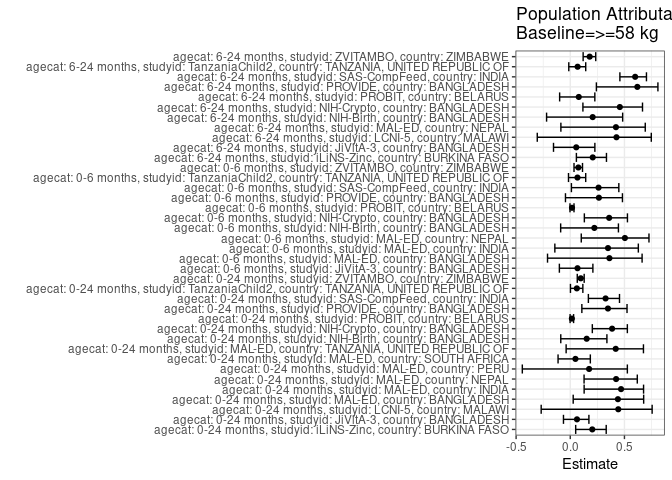 Population Attributa
Baseline=>=58 kg
agecat: 6-24 months, studyid: ZVITAMBO, country: ZIMBABWE
agecat: 6-24 months, studyid: TanzaniaChild2, country: TANZANIA, UNITED REPUBLIC OF
agecat: 6-24 months, studyid: SAS-CompFeed, country: INDIA
agecat: 6-24 months, studyid: PROVIDE, country: BANGLADESH
agecat: 6-24 months, studyid: PROBIT, country: BELARUS
agecat: 6-24 months, studyid: NIH-Crypto, country: BANGLADESH
agecat: 6-24 months, studyid: NIH-Birth, country: BANGLADESH
agecat: 6-24 months, studyid: MAL-ED, country: NEPAL
agecat: 6-24 months, studyid: LCNI-5, country: MALAWI
agecat: 6-24 months, studyid: JiVitA-3, country: BANGLADESH
agecat: 6-24 months, studyid: iLiNS-Zinc, country: BURKINA FASO
agecat: 0-6 months, studyid: ZVITAMBO, country: ZIMBABWE
agecat: 0-6 months, studyid: TanzaniaChild2, country: TANZANIA, UNITED REPUBLIC OF
agecat: 0-6 months, studyid: SAS-CompFeed, country: INDIA
agecat: 0-6 months, studyid: PROVIDE, country: BANGLADESH
agecat: 0-6 months, studyid: PROBIT, country: BELARUS
agecat: 0-6 months, studyid: NIH-Crypto, country: BANGLADESH
agecat: 0-6 months, studyid: NIH-Birth, country: BANGLADESH
agecat: 0-6 months, studyid: MAL-ED, country: NEPAL
agecat: 0-6 months, studyid: MAL-ED, country: INDIA
agecat: 0-6 months, studyid: MAL-ED, country: BANGLADESH
agecat: 0-6 months, studyid: JiVitA-3, country: BANGLADESH
agecat: 0-24 months, studyid: ZVITAMBO, country: ZIMBABWE
agecat: 0-24 months, studyid: TanzaniaChild2, country: TANZANIA, UNITED REPUBLIC OF
agecat: 0-24 months, studyid: SAS-CompFeed, country: INDIA
agecat: 0-24 months, studyid: PROVIDE, country: BANGLADESH
agecat: 0-24 months, studyid: PROBIT, country: BELARUS
agecat: 0-24 months, studyid: NIH-Crypto, country: BANGLADESH
agecat: 0-24 months, studyid: NIH-Birth, country: BANGLADESH
agecat: 0-24 months, studyid: MAL-ED, country: TANZANIA, UNITED REPUBLIC OF
agecat: 0-24 months, studyid: MAL-ED, country: SOUTH AFRICA
agecat: 0-24 months, studyid: MAL-ED, country: PERU
agecat: 0-24 months, studyid: MAL-ED, country: NEPAL
agecat: 0-24 months, studyid: MAL-ED, country: INDIA
agecat: 0-24 months, studyid: MAL-ED, country: BANGLADESH
agecat: 0-24 months, studyid: LCNI-5, country: MALAWI
agecat: 0-24 months, studyid: JiVitA-3, country: BANGLADESH
agecat: 0-24 months, studyid: iLiNS-Zinc, country: BURKINA FASO
-0.5 0.0 0.5
Estimate